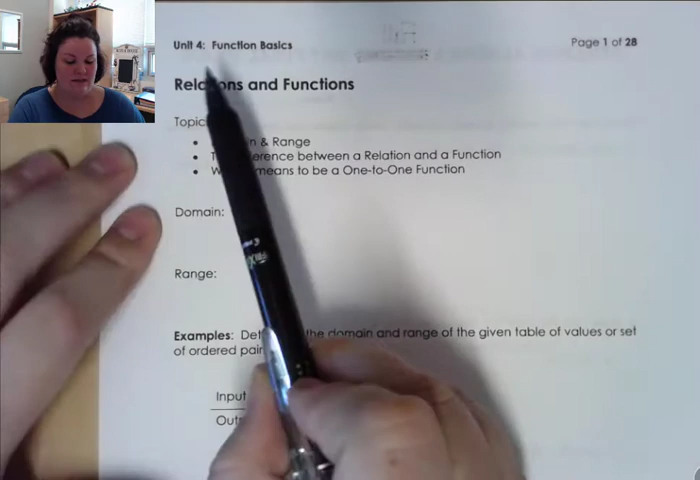 Unit 4: Function Basics
Page 1 of 28
Relations and Functions
Topic
& Range
between a Relation and a Function
means to be a One-to-One Function
Domain:
Range:
Examples: the domain and range of the given table of values or set
of ordered
Input